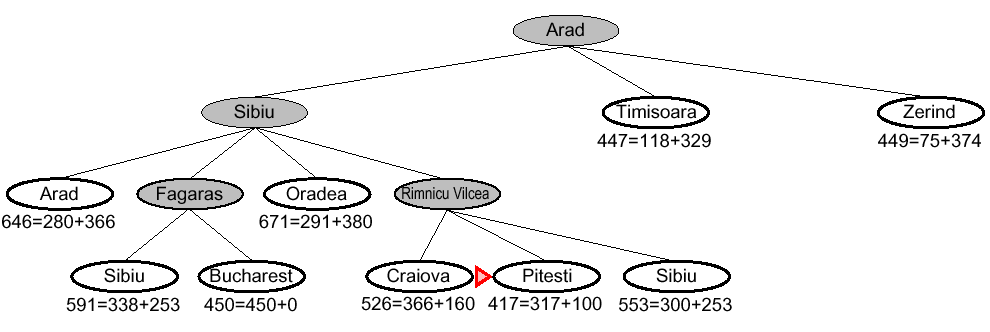 Arad
Sibiu
Timisoara
Zerind
447=118+329
449=75+374
Arad
Fagaras
Oradea
Rimnicu Vilcea
646=280+366
671=291+380
Sibiu
Bucharest
Craiova
Pitesti
Sibiu
591=338+253
450=450+0
526=366+160
417=317+100
553=300+253